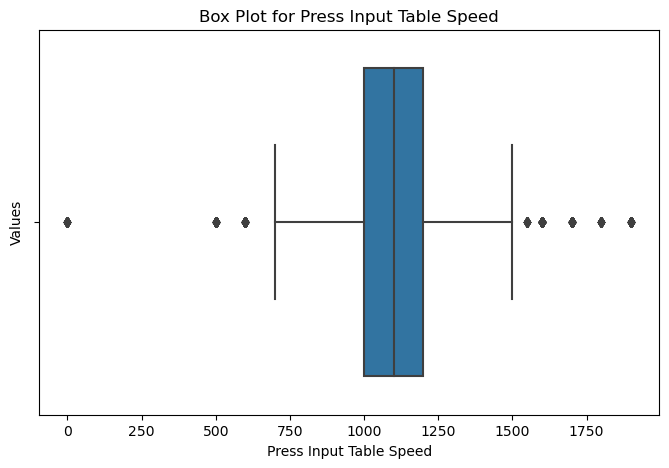 Box Plot for Press Input Table Speed
Values
0 250 500 750 1000 1250 1500 1750
Press Input Table Speed